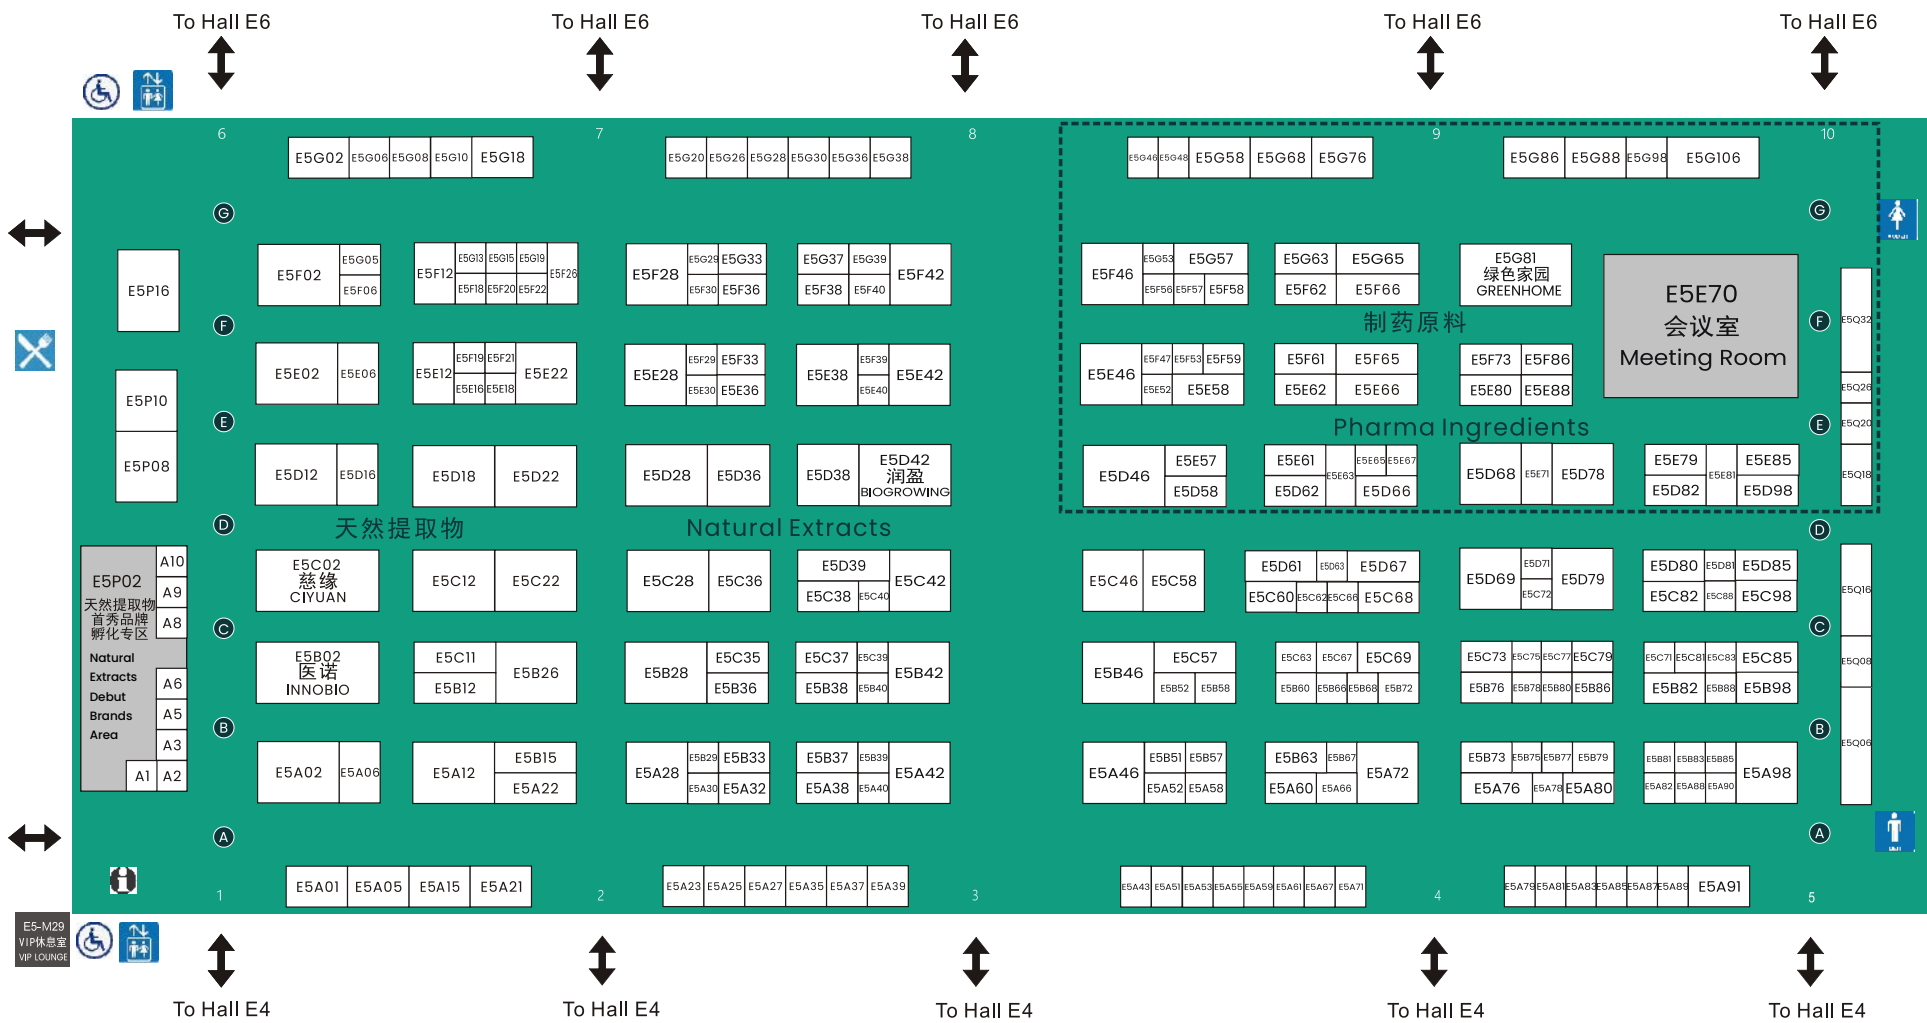 To Hall E6 To Hall E6 To Hall E6 To Hall E6 To Hall E6
6 7 8 9 10
E5G02 E5G06 E5G08 E5G10 E5G18 E5G20 E5G26 E5G28 E5G30 E5G36 E5G38 E5G46 E5G48 E5G58 E5G68 E5G76 E5G86 E5G88 E5G98 E5G106
G G
E5P16
E5F02 E5G05 E5F12 E5G13 E5G15 E5G19 E5F26 E5F28 E5G29 E5G33 E5G37 E5G39 E5F42 E5F46 E5G53 E5G57 E5G63 E5G65 E5G81
E5F06 E5F18 E5F20 E5F22 E5F30 E5F36 E5F38 E5F40 E5F56 E5F57 E5F58 E5F62 E5F66 绿色家园
GREENHOME
E5E70
会议室
Meeting Room
F 制药原料 F E5Q32
E5P10
E5E02 E5E06 E5E12 E5F19 E5F21 E5E22 E5E28 E5F29 E5F33 E5E38 E5F39 E5E42 E5E46 E5F47 E5F53 E5F59 E5F61 E5F65 E5F73 E5F86
E5E16 E5E18 E5E30 E5E36 E5E40 E5E52 E5E58 E5E62 E5E66 E5E80 E5E88 E5Q26
E Pharma Ingredients E E5Q20
E5P08
E5D12 E5D16 E5D18 E5D22 E5D28 E5D36 E5D38 E5D42
润盈
BIOGROWING
E5D46 E5E57 E5E61 E5E63 E5E65 E5E67 E5D68 E5E71 E5D78 E5E79 E5E81 E5E85 E5Q18
E5D58 E5D62 E5D66 E5D82 E5D98
D 天然提取物 Natural Extracts D
E5P02
天然提取物
首秀品牌
孵化专区
Natural
Extracts
Debut
Brands
Area
A10
A9
A8
A6
A5
A3
A1 A2
E5C02
慈缘
CIYUAN
E5C12 E5C22 E5C28 E5C36 E5D39 E5C42 E5C46 E5C58 E5D61 E5D63 E5D67 E5D69 E5D71 E5D79 E5D80 E5D81 E5D85 E5Q16
E5C38 E5C40 E5C60 E5C62 E5C66 E5C68 E5C72 E5C82 E5C88 E5C98
C C
E5B02
医诺
INNOBIO
E5C11 E5B26 E5B28 E5C35 E5C37 E5C39 E5B42 E5B46 E5C57 E5C63 E5C67 E5C69 E5C73 E5C75 E5C77 E5C79 E5C71 E5C81 E5C83 E5C85 E5Q08
E5B12 E5B36 E5B38 E5B40 E5B52 E5B58 E5B60 E5B66 E5B68 E5B72 E5B76 E5B78 E5B80 E5B86 E5B82 E5B88 E5B98
B B E5Q06
E5A02 E5A06 E5A12 E5B15 E5A28 E5B29 E5B33 E5B37 E5B39 E5A42 E5A46 E5B51 E5B57 E5B63 E5B67 E5A72 E5B73 E5B75 E5B77 E5B79 E5B81 E5B83 E5B85 E5A98
E5A22 E5A30 E5A32 E5A38 E5A40 E5A52 E5A58 E5A60 E5A66 E5A76 E5A78 E5A80 E5A82 E5A88 E5A90
A A
E5A01 E5A05 E5A15 E5A21 E5A23 E5A25 E5A27 E5A35 E5A37 E5A39 E5A43 E5A51 E5A53 E5A55 E5A59 E5A61 E5A67 E5A71 E5A79 E5A81 E5A83 E5A85 E5A87 E5A89 E5A91
1 2 3 4 5
E5-M29
VIP休息室
VIP LOUNGE
To Hall E4 To Hall E4 To Hall E4 To Hall E4 To Hall E4